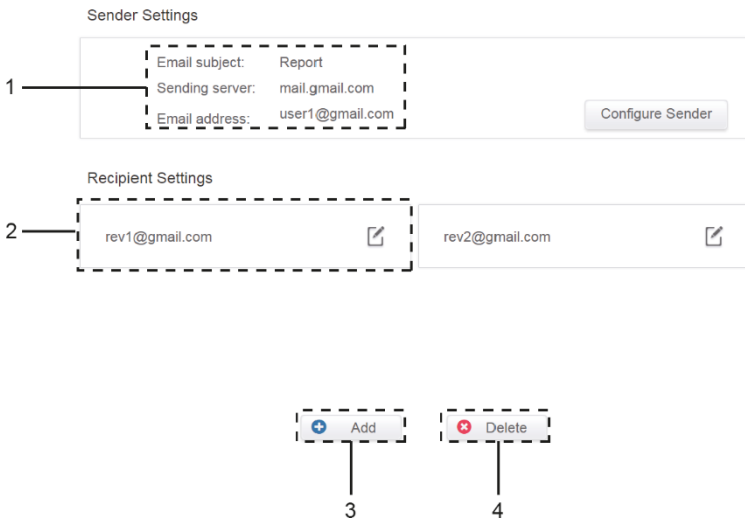 Sender Settings
1
Email subject: Report
Sending server: mail.gmail.com
Email address: user1@gmail.com
Configure Sender
Recipient Settings
2
rev1@gmail.com
rev2@gmail.com
Add
Delete
3
4